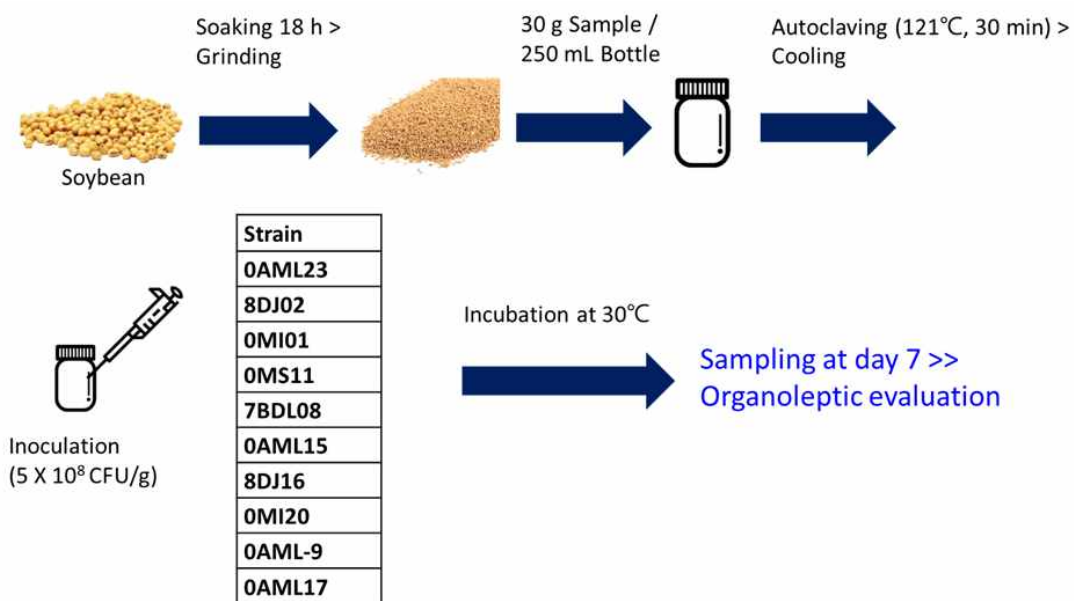 Soaking 18 h >
Grinding
30 g Sample /
250 mL Bottle
Autoclaving (121℃, 30 min) >
Cooling
Soybean
Strain
0AML23
8DJ02
0MI01
0MS11
7BDL08
0AML15
8DJ16
0MI20
0AML-9
0AML17
Inoculation
(5 X 10⁸ CFU/g)
Incubation at 30℃
Sampling at day 7 >>
Organoleptic evaluation